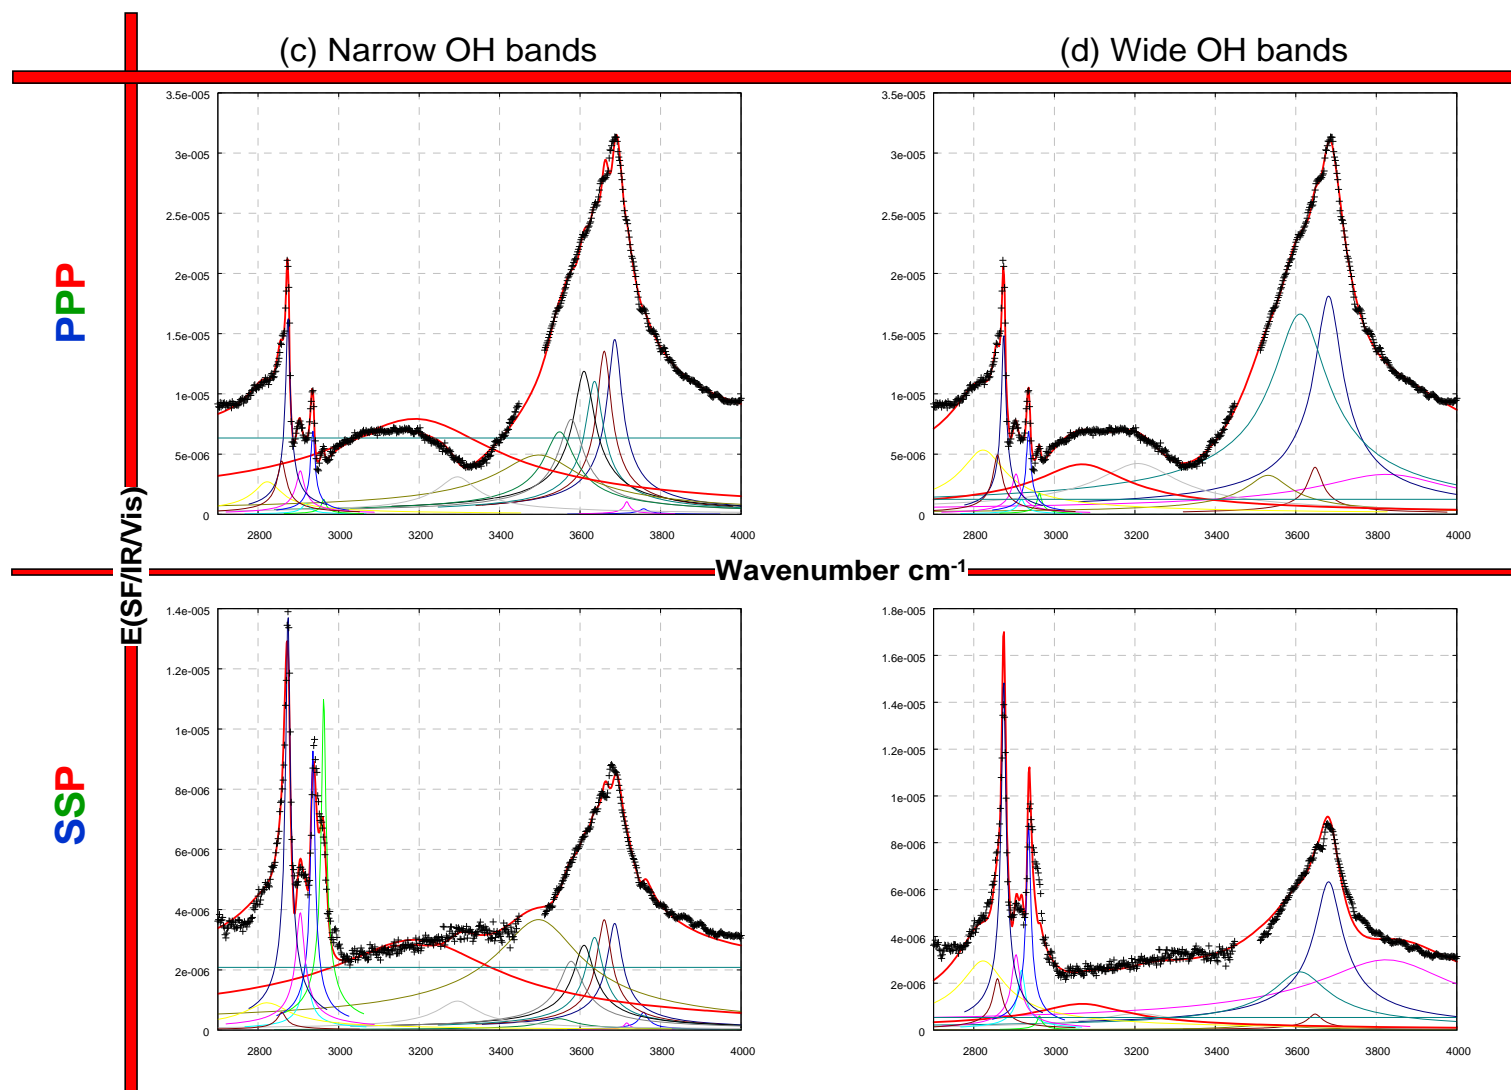 (c) Narrow OH bands
(d) Wide OH bands
PPP
3.5e-005
3e-005
2.5e-005
2e-005
1.5e-005
1e-005
5e-006
0
2800 3000 3200 3400 3600 3800 4000
3.5e-005
3e-005
2.5e-005
2e-005
1.5e-005
1e-005
5e-006
0
2800 3000 3200 3400 3600 3800 4000
E(SF/IR/Vis)
Wavenumber cm-1
SSP
1.4e-005
1.2e-005
1e-005
8e-006
6e-006
4e-006
2e-006
0
2800 3000 3200 3400 3600 3800 4000
1.8e-005
1.6e-005
1.4e-005
1.2e-005
1e-005
8e-006
6e-006
4e-006
2e-006
0
2800 3000 3200 3400 3600 3800 4000